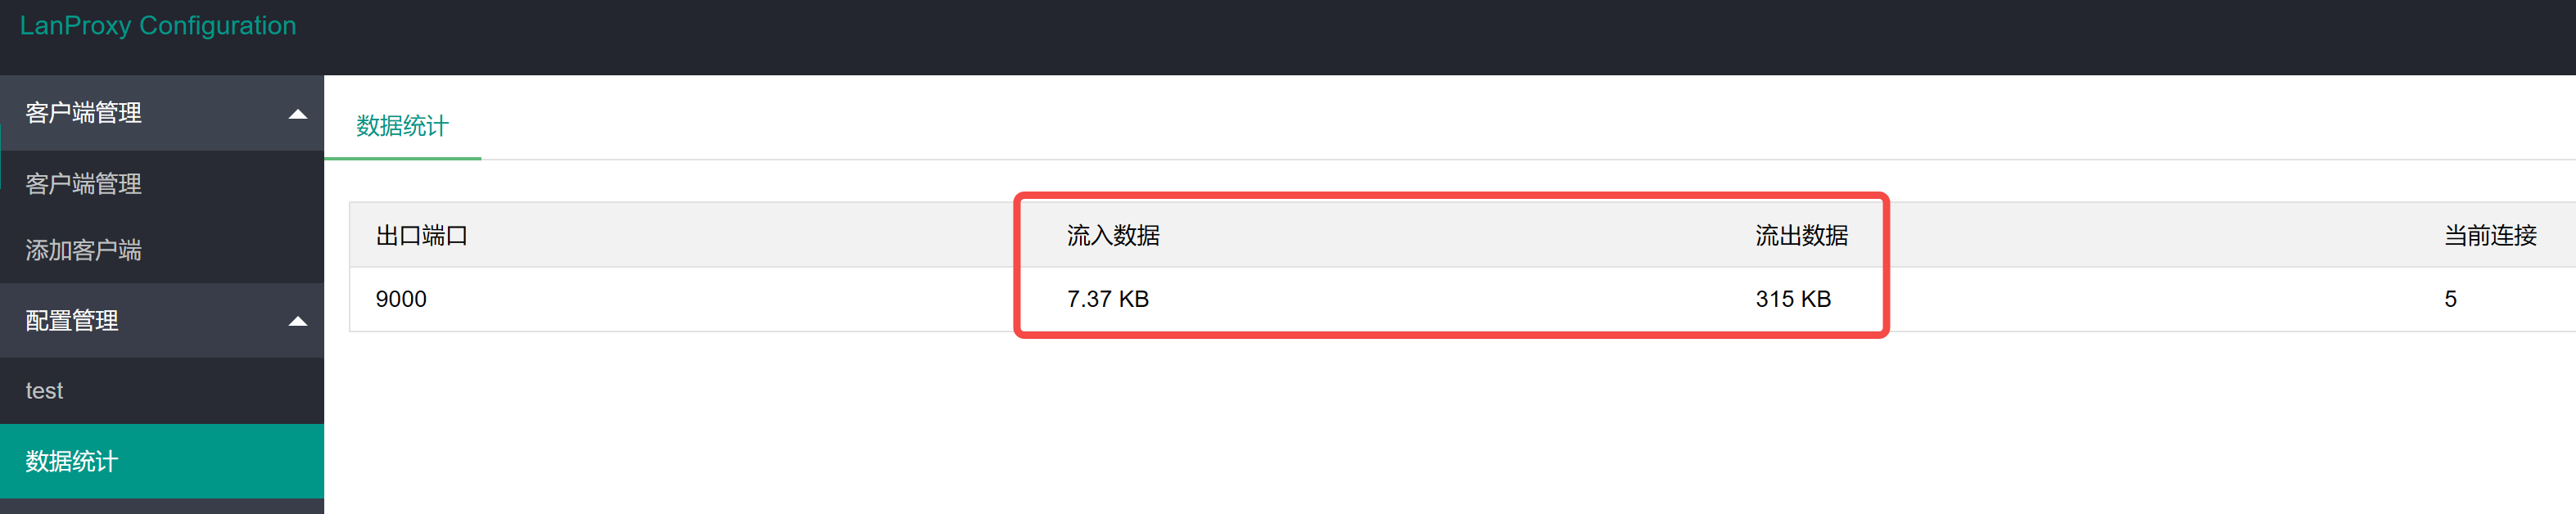 LanProxy Configuration
客户端管理
客户端管理
添加客户端
配置管理
test
数据统计
数据统计
出口端口 流入数据 流出数据 当前连接
9000 7.37 KB 315 KB 5